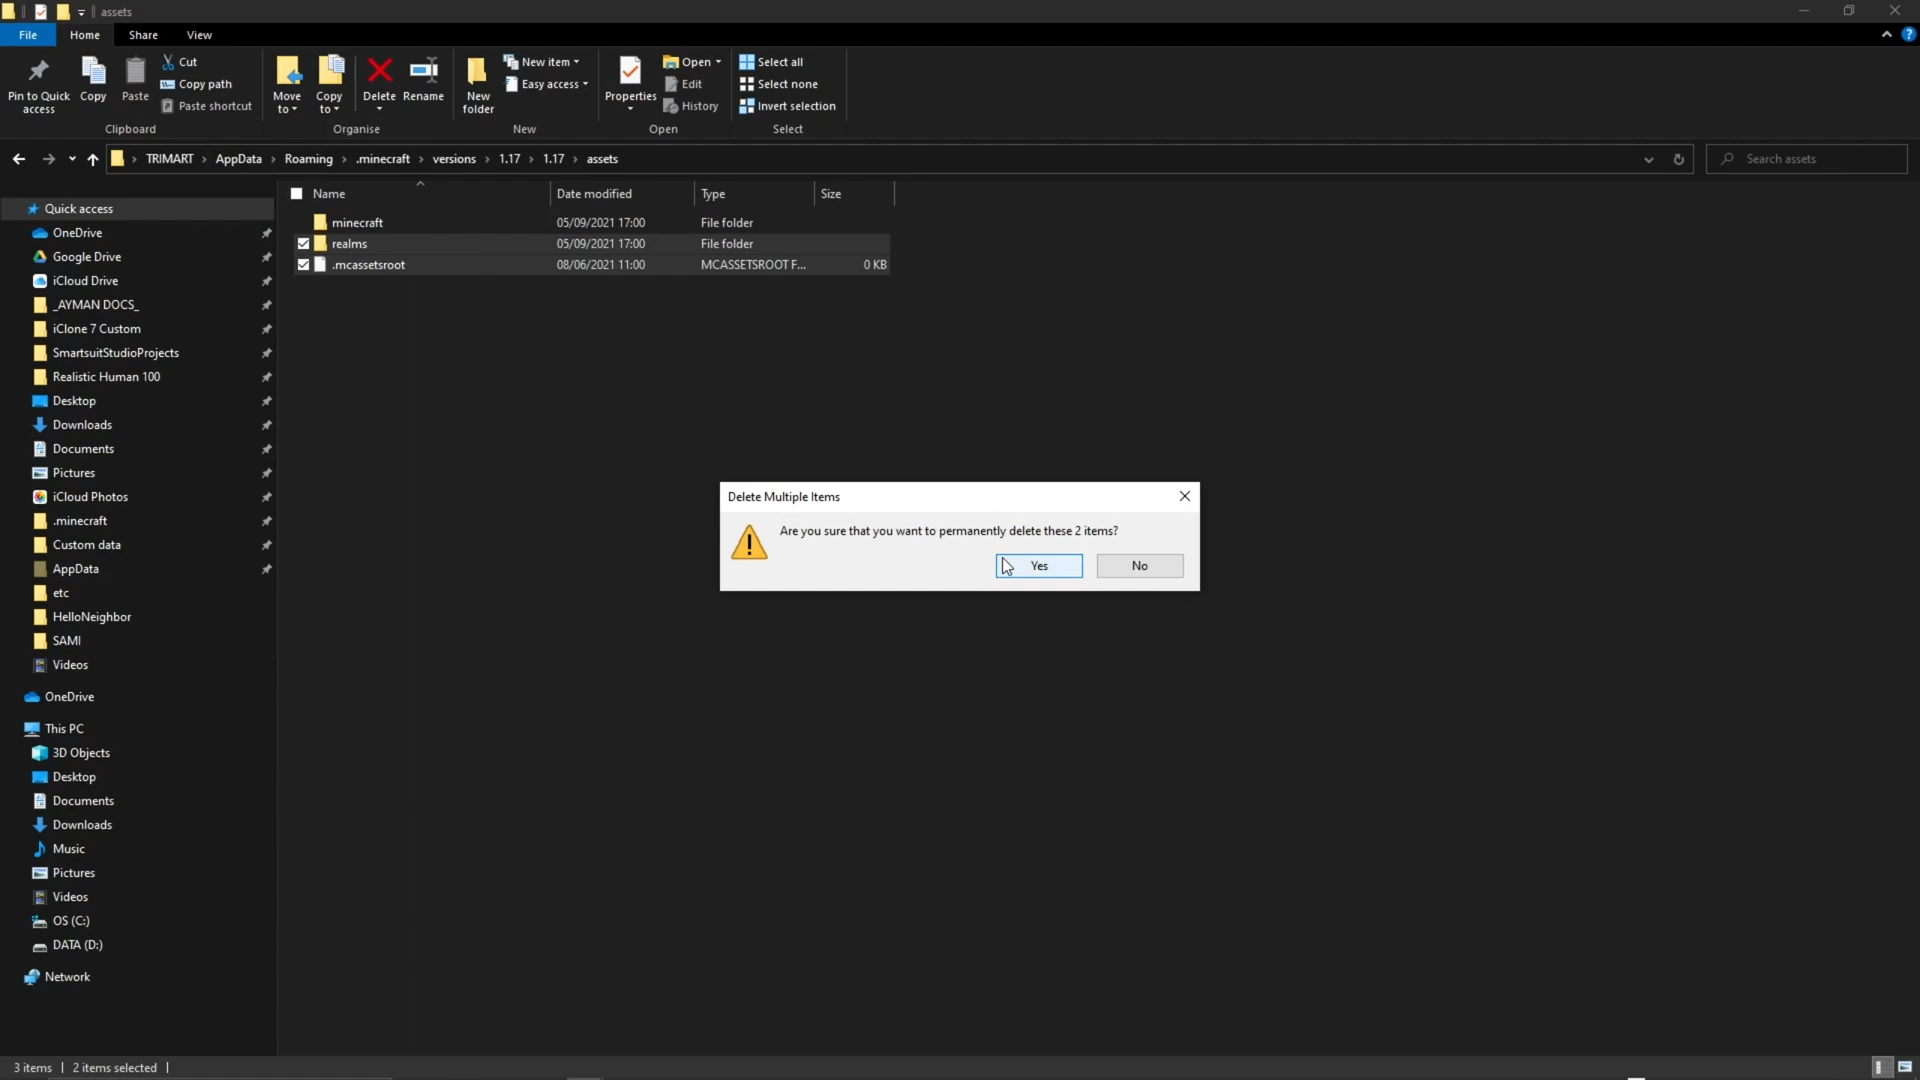 assets
File
Home
Share
View
Pin to Quick access
Copy
Paste
Cut
Copy path
Paste shortcut
Clipboard
Move to
Copy to
Delete
Rename
Organise
New folder
New item
Easy access
New
Properties
Open
Edit
History
Open
Select all
Select none
Invert selection
Select
TRIMART › AppData › Roaming › .minecraft › versions › 1.17 › 1.17 › assets
Search assets
Name Date modified Type Size
minecraft 05/09/2021 17:00 File folder
realms 05/09/2021 17:00 File folder
.mcassetsroot 08/06/2021 11:00 MCASSETSROOT F... 0 KB
Quick access
OneDrive
Google Drive
iCloud Drive
_AYMAN DOCS_
iClone 7 Custom
SmartsuitStudioProjects
Realistic Human 100
Desktop
Downloads
Documents
Pictures
iCloud Photos
.minecraft
Custom data
AppData
etc
HelloNeighbor
SAMI
Videos
OneDrive
This PC
3D Objects
Desktop
Documents
Downloads
Music
Pictures
Videos
OS (C:)
DATA (D:)
Network
Delete Multiple Items
Are you sure that you want to permanently delete these 2 items?
Yes
No
3 items
2 items selected